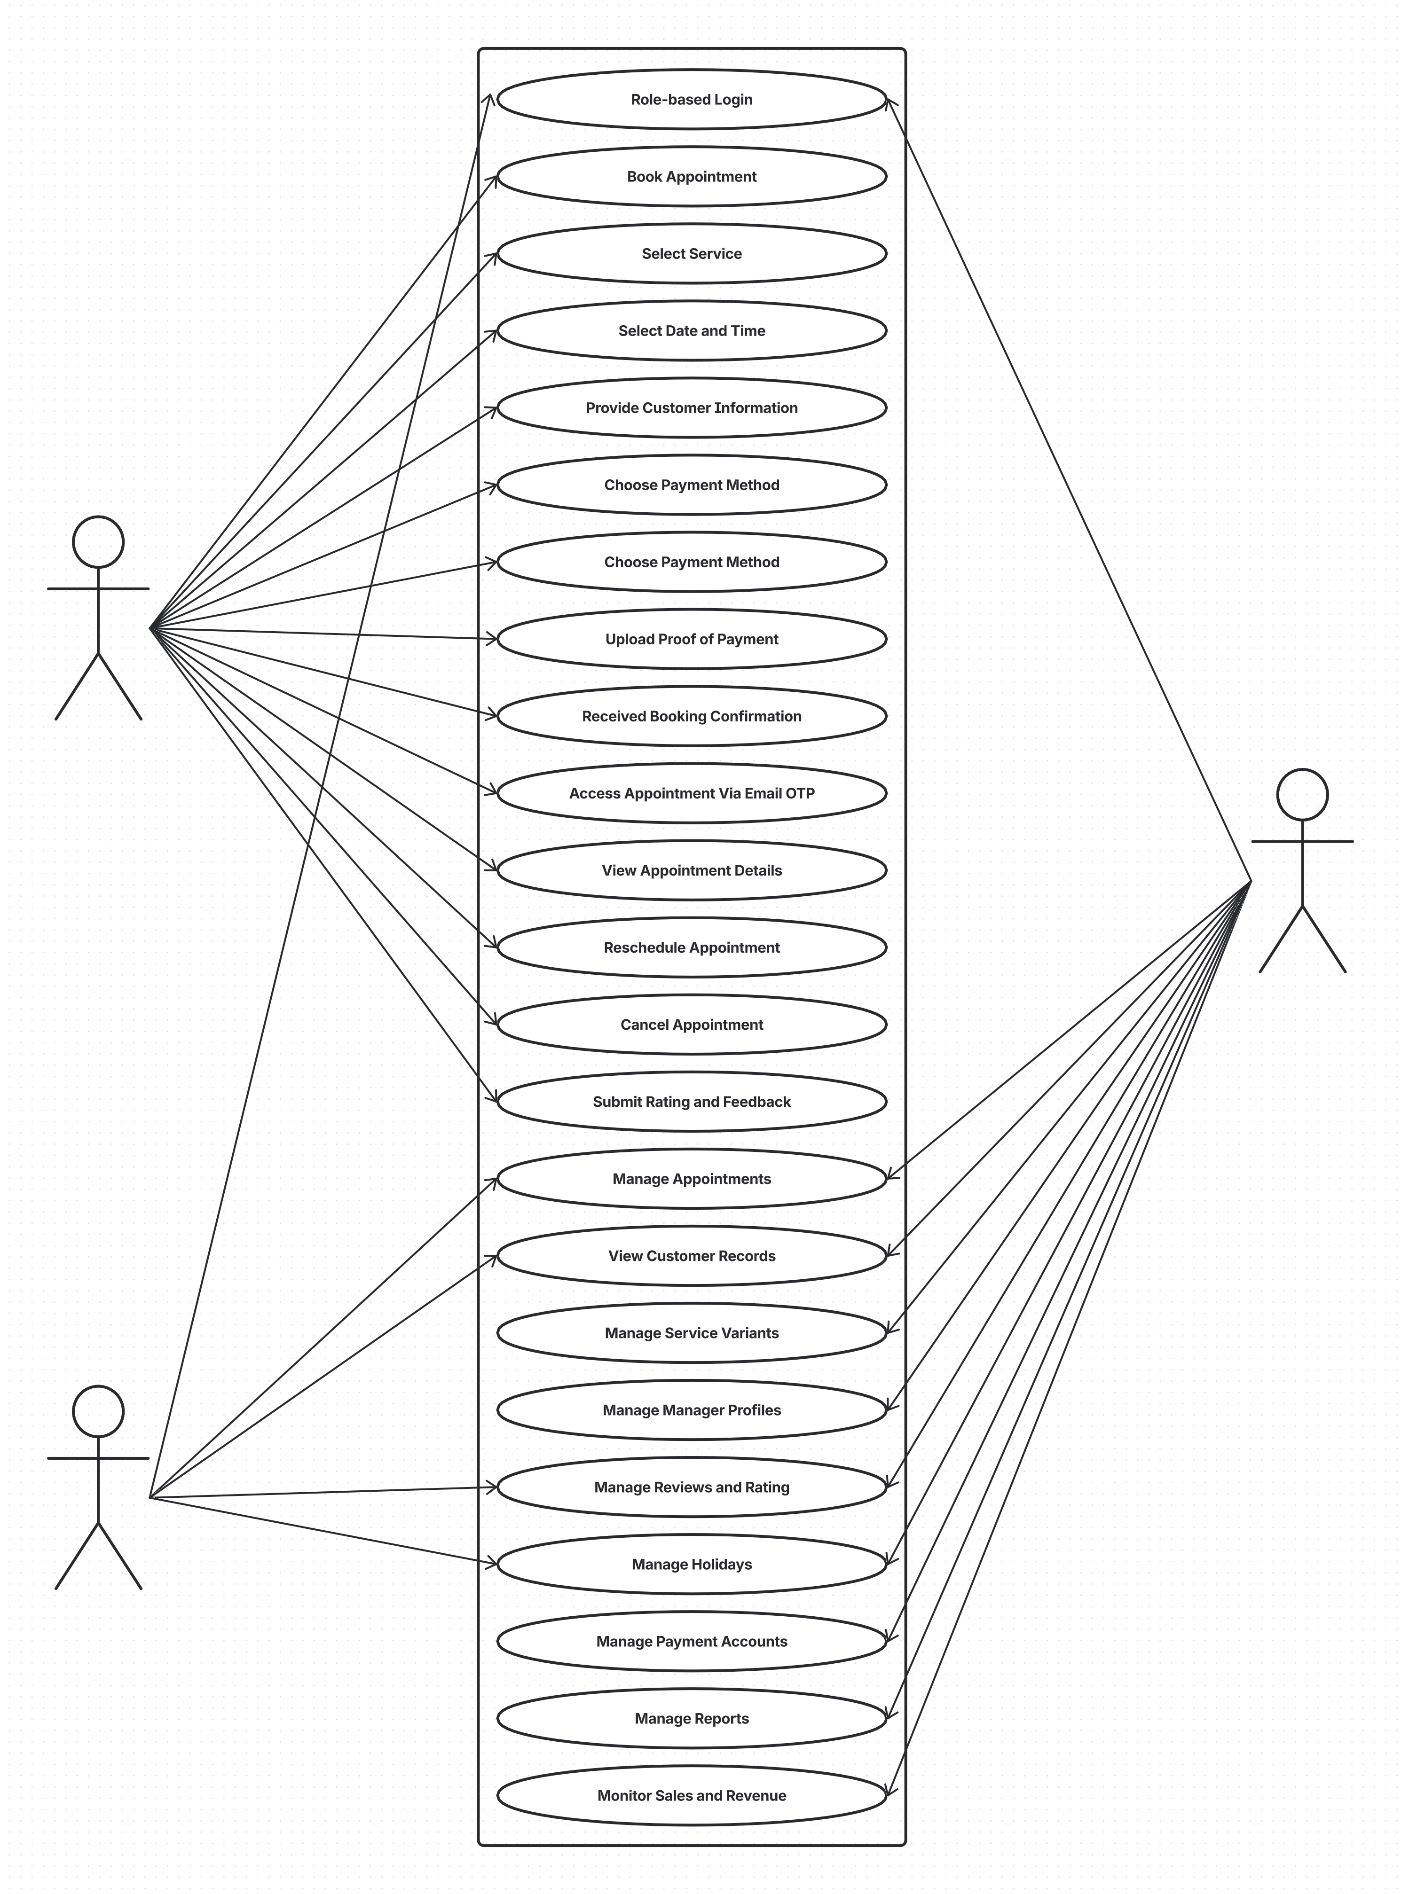 Role-based Login
Book Appointment
Select Service
Select Date and Time
Provide Customer Information
Choose Payment Method
Choose Payment Method
Upload Proof of Payment
Received Booking Confirmation
Access Appointment Via Email OTP
View Appointment Details
Reschedule Appointment
Cancel Appointment
Submit Rating and Feedback
Manage Appointments
View Customer Records
Manage Service Variants
Manage Manager Profiles
Manage Reviews and Rating
Manage Holidays
Manage Payment Accounts
Manage Reports
Monitor Sales and Revenue